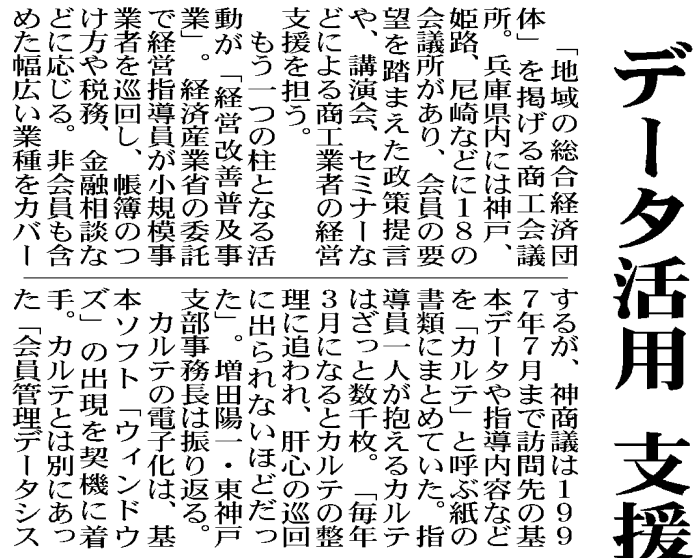 データ活用 支援
「地域の総合経済団
体」を掲げる商工会議
所。兵庫県内には神戸、
姫路、尼崎などに18の
会議所があり、会員の要
望を踏まえた政策提言
や、講演会、セミナーな
どによる商工業者の経営
支援を担う。
もう一つの柱となる活
動が「経営改善普及事
業」。経済産業省の委託
で経営指導員が小規模事
業者を巡回し、帳簿のつ
け方や税務、金融相談な
どに応じる。非会員も含
めた幅広い業種をカバー
するが、神商議は199
7年7月まで訪問先の基
本データや指導内容など
を「カルテ」と呼ぶ紙の
書類にまとめていた。指
導員一人が抱えるカルテ
はざっと数千枚。「毎年
3月になるとカルテの整
理に追われ、肝心の巡回
に出られないほどだっ
た」。増田陽一・東神戸
支部事務長は振り返る。
カルテの電子化は、基
本ソフト「ウィンドウ
ズ」の出現を契機に着
手。カルテとは別にあっ
た「会員管理データシス